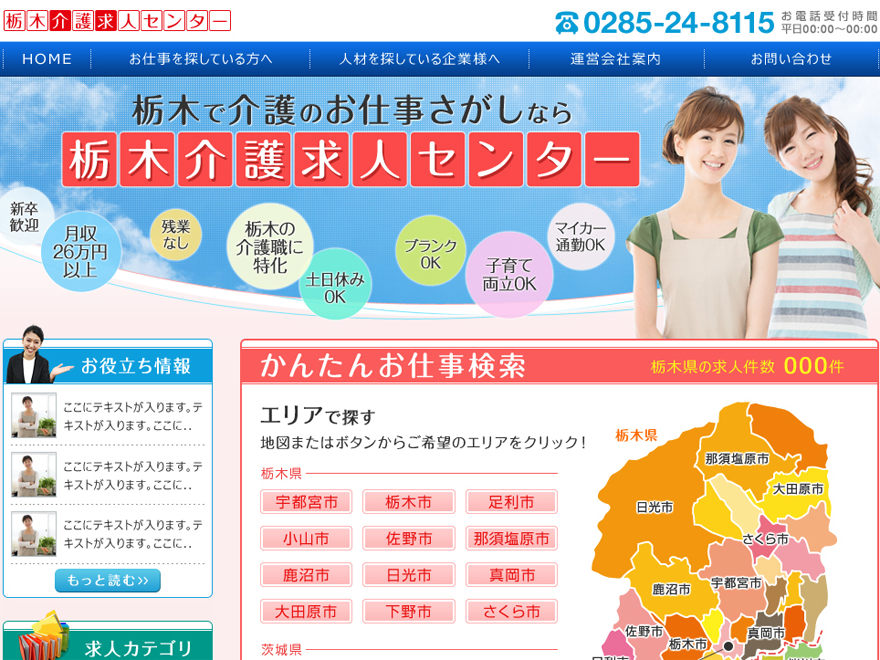 栃木介護求人センター
0285-24-8115
お電話受付時間
平日00:00〜00:00
HOME
お仕事を探している方へ
人材を探している企業様へ
運営会社案内
お問い合わせ
栃木で介護のお仕事さがしなら
栃木介護求人センター
新卒
歓迎
月収
26万円
以上
残業
なし
栃木の
介護職に
特化
土日休み
OK
ブランク
OK
子育て
両立OK
マイカー
通勤OK
お役立ち情報
ここにテキストが入ります。テ
キストが入ります。ここに..
ここにテキストが入ります。テ
キストが入ります。ここに..
ここにテキストが入ります。テ
キストが入ります。ここに..
もっと読む>>
求人カテゴリ
かんたんお仕事検索
栃木県の求人件数 000件
エリアで探す
地図またはボタンからご希望のエリアをクリック！
栃木県
宇都宮市
栃木市
足利市
小山市
佐野市
那須塩原市
鹿沼市
日光市
真岡市
大田原市
下野市
さくら市
茨城県
栃木県
那須塩原市
大田原市
日光市
さくら市
宇都宮市
鹿沼市
佐野市
栃木市
真岡市